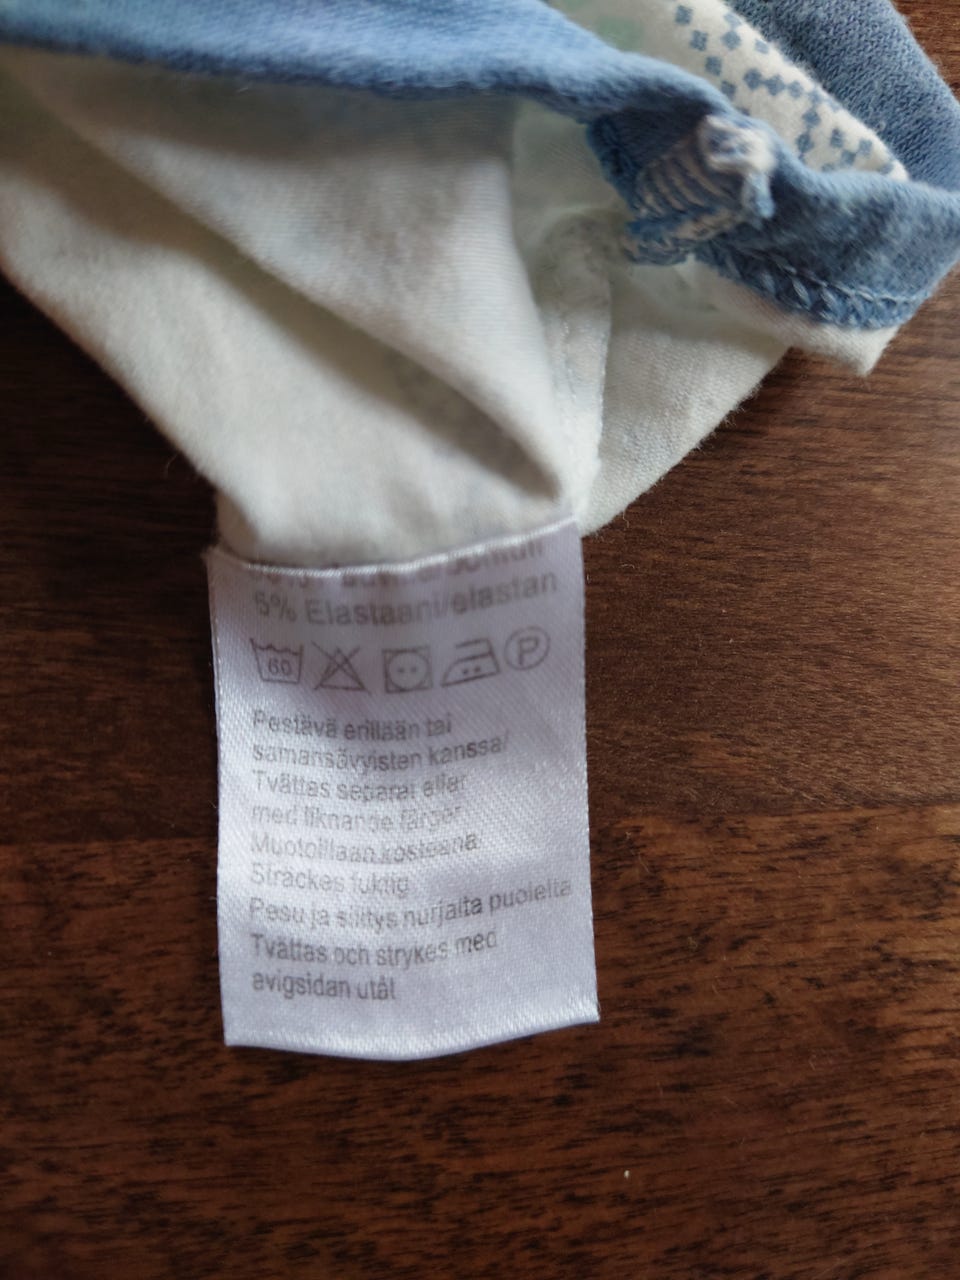 5% Elastaani/elastan
60 P
Pestävä erillään tai
samansävyisten kanssa/
Tvättas separat eller
med liknande färger
Muotoillaan kosteana
Sträckes fuktig
Pesu ja silitys nurjalta puolelta
Tvättas och strykes med
avigsidan utåt